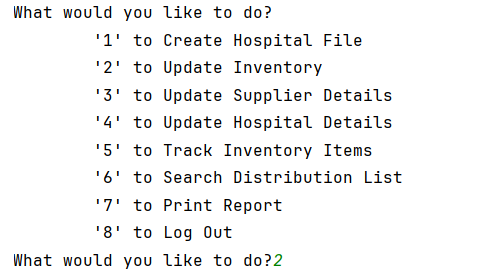 What would you like to do?
        '1' to Create Hospital File
        '2' to Update Inventory
        '3' to Update Supplier Details
        '4' to Update Hospital Details
        '5' to Track Inventory Items
        '6' to Search Distribution List
        '7' to Print Report
        '8' to Log Out
What would you like to do?2